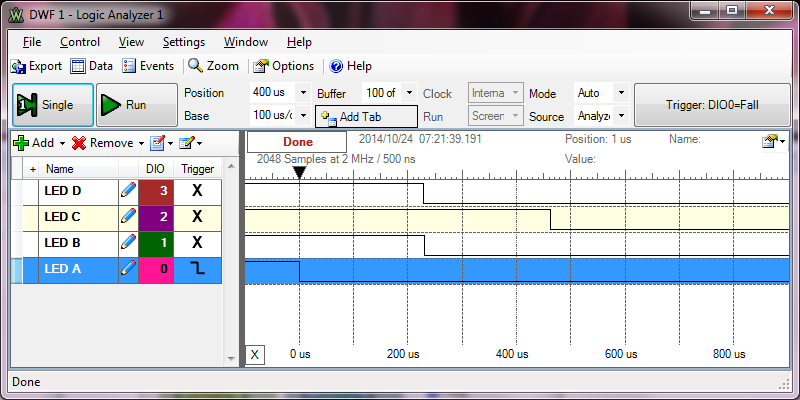 DWF 1 - Logic Analyzer 1
File Control View Settings Window Help
Export Data Events Zoom Options Help
1 Single Run Position 400 us Buffer 100 of Clock Interna Mode Auto Trigger: DIO0=Fall
Base 100 us/ Add Tab Run Screen Source Analyze
Add Remove Done 2014/10/24 07:21:39.191 Position: 1 us Name:
2048 Samples at 2 MHz / 500 ns Value:
+ Name DIO Trigger
LED D 3 X
LED C 2 X
LED B 1 X
LED A 0
X 0 us 200 us 400 us 600 us 800 us
Done